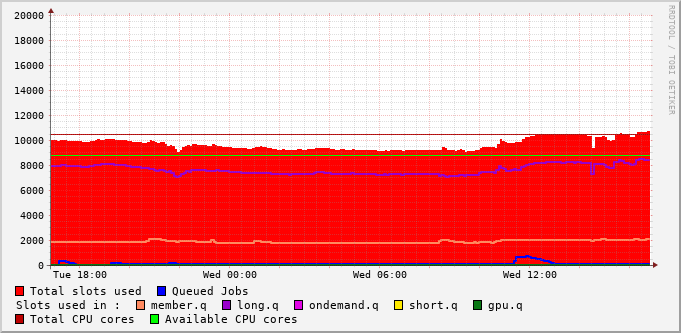 20000
18000
16000
14000
12000
10000
8000
6000
4000
2000
0
Tue 18:00 Wed 00:00 Wed 06:00 Wed 12:00
RRDTOOL / TOBI OETIKER
Total slots used Queued Jobs
Slots used in : member.q long.q ondemand.q short.q gpu.q
Total CPU cores Available CPU cores